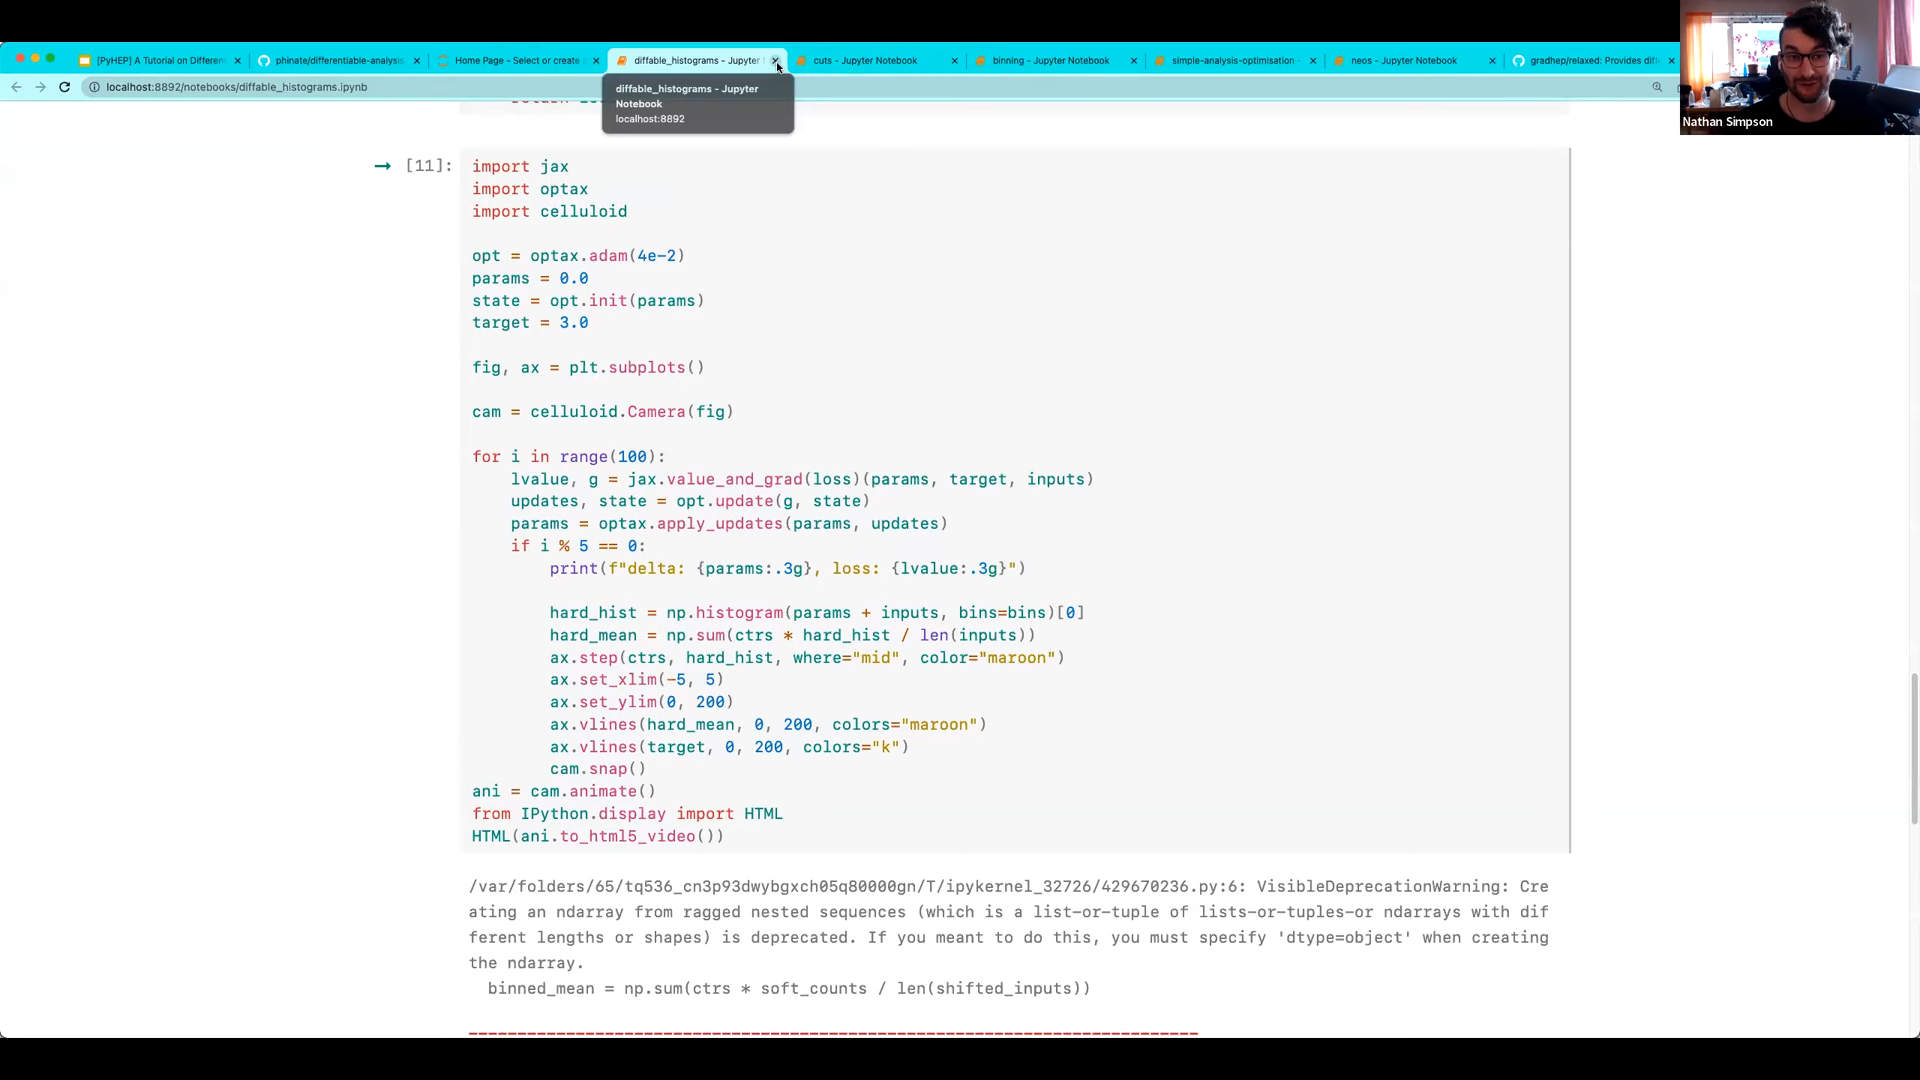 [PyHEP] A Tutorial on Differen
phinate/differentiable-analysis
Home Page - Select or create
diffable_histograms - Jupyter
cuts - Jupyter Notebook
binning - Jupyter Notebook
simple-analysis-optimisation -
neos - Jupyter Notebook
gradhep/relaxed: Provides diff
localhost:8892/notebooks/diffable_histograms.ipynb
diffable_histograms - Jupyter
Notebook
localhost:8892
Nathan Simpson
→ [11]:
import jax
import optax
import celluloid
opt = optax.adam(4e-2)
params = 0.0
state = opt.init(params)
target = 3.0
fig, ax = plt.subplots()
cam = celluloid.Camera(fig)
for i in range(100):
    lvalue, g = jax.value_and_grad(loss)(params, target, inputs)
    updates, state = opt.update(g, state)
    params = optax.apply_updates(params, updates)
    if i % 5 == 0:
        print(f"delta: {params:.3g}, loss: {lvalue:.3g}")
        hard_hist = np.histogram(params + inputs, bins=bins)[0]
        hard_mean = np.sum(ctrs * hard_hist / len(inputs))
        ax.step(ctrs, hard_hist, where="mid", color="maroon")
        ax.set_xlim(-5, 5)
        ax.set_ylim(0, 200)
        ax.vlines(hard_mean, 0, 200, colors="maroon")
        ax.vlines(target, 0, 200, colors="k")
        cam.snap()
ani = cam.animate()
from IPython.display import HTML
HTML(ani.to_html5_video())
/var/folders/65/tq536_cn3p93dwybgxch05q80000gn/T/ipykernel_32726/429670236.py:6: VisibleDeprecationWarning: Cre
ating an ndarray from ragged nested sequences (which is a list-or-tuple of lists-or-tuples-or ndarrays with dif
ferent lengths or shapes) is deprecated. If you meant to do this, you must specify 'dtype=object' when creating
the ndarray.
  binned_mean = np.sum(ctrs * soft_counts / len(shifted_inputs))
---------------------------------------------------------------------------